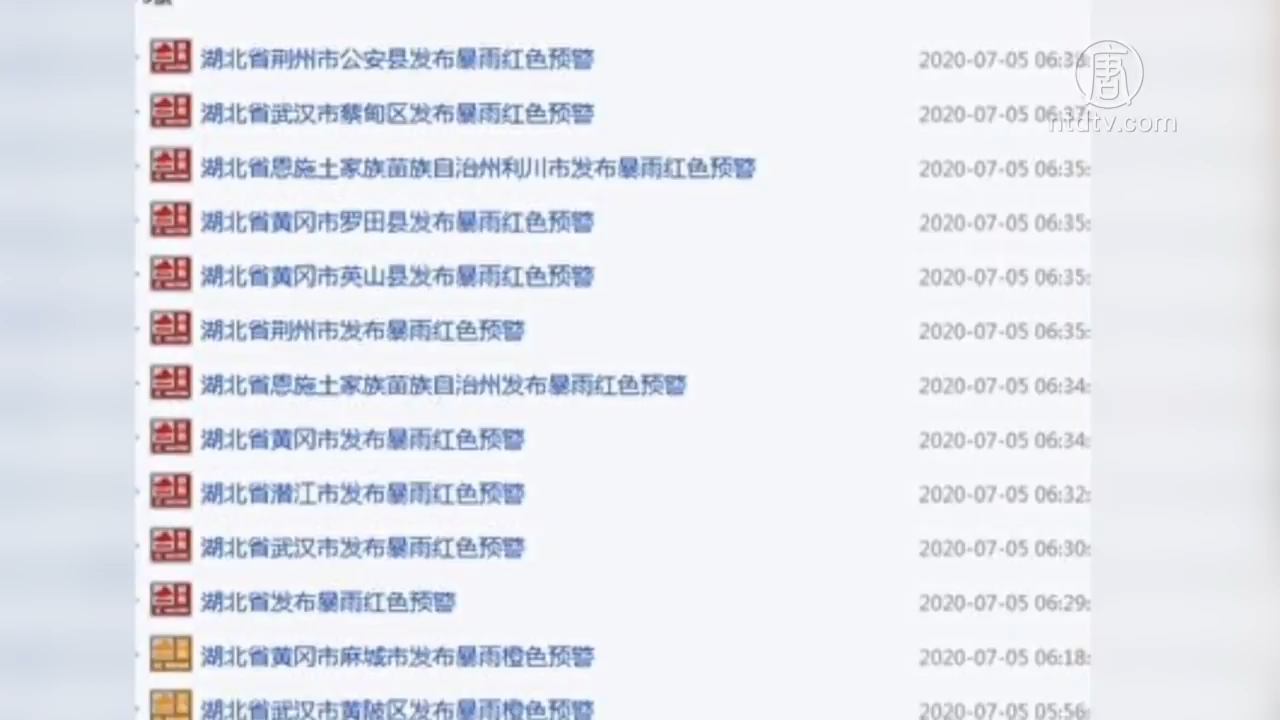 湖北省荆州市公安县发布暴雨红色预警 2020-07-05 06:38:
唐
湖北省武汉市蔡甸区发布暴雨红色预警 2020-07-05 06:37:
ntdtv.com
湖北省恩施土家族苗族自治州利川市发布暴雨红色预警 2020-07-05 06:35:
湖北省黄冈市罗田县发布暴雨红色预警 2020-07-05 06:35:
湖北省黄冈市英山县发布暴雨红色预警 2020-07-05 06:35:
湖北省荆州市发布暴雨红色预警 2020-07-05 06:35:
湖北省恩施土家族苗族自治州发布暴雨红色预警 2020-07-05 06:34:
湖北省黄冈市发布暴雨红色预警 2020-07-05 06:34:
湖北省潜江市发布暴雨红色预警 2020-07-05 06:32:
湖北省武汉市发布暴雨红色预警 2020-07-05 06:30:
湖北省发布暴雨红色预警 2020-07-05 06:29:
湖北省黄冈市麻城市发布暴雨橙色预警 2020-07-05 06:18:
湖北省武汉市黄陂区发布暴雨橙色预警 2020-07-05 05:56: